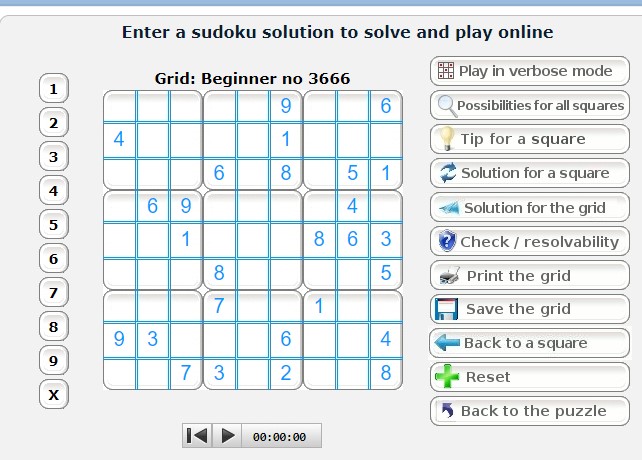 Enter a sudoku solution to solve and play online
Grid: Beginner no 3666
1
2
3
4
5
6
7
8
9
X
9 6
4 1
6 8 5 1
6 9 4
1 8 6 3
8 5
7 1
9 3 6 4
7 3 2 8
00:00:00
Play in verbose mode
Possibilities for all squares
Tip for a square
Solution for a square
Solution for the grid
Check / resolvability
Print the grid
Save the grid
Back to a square
Reset
Back to the puzzle